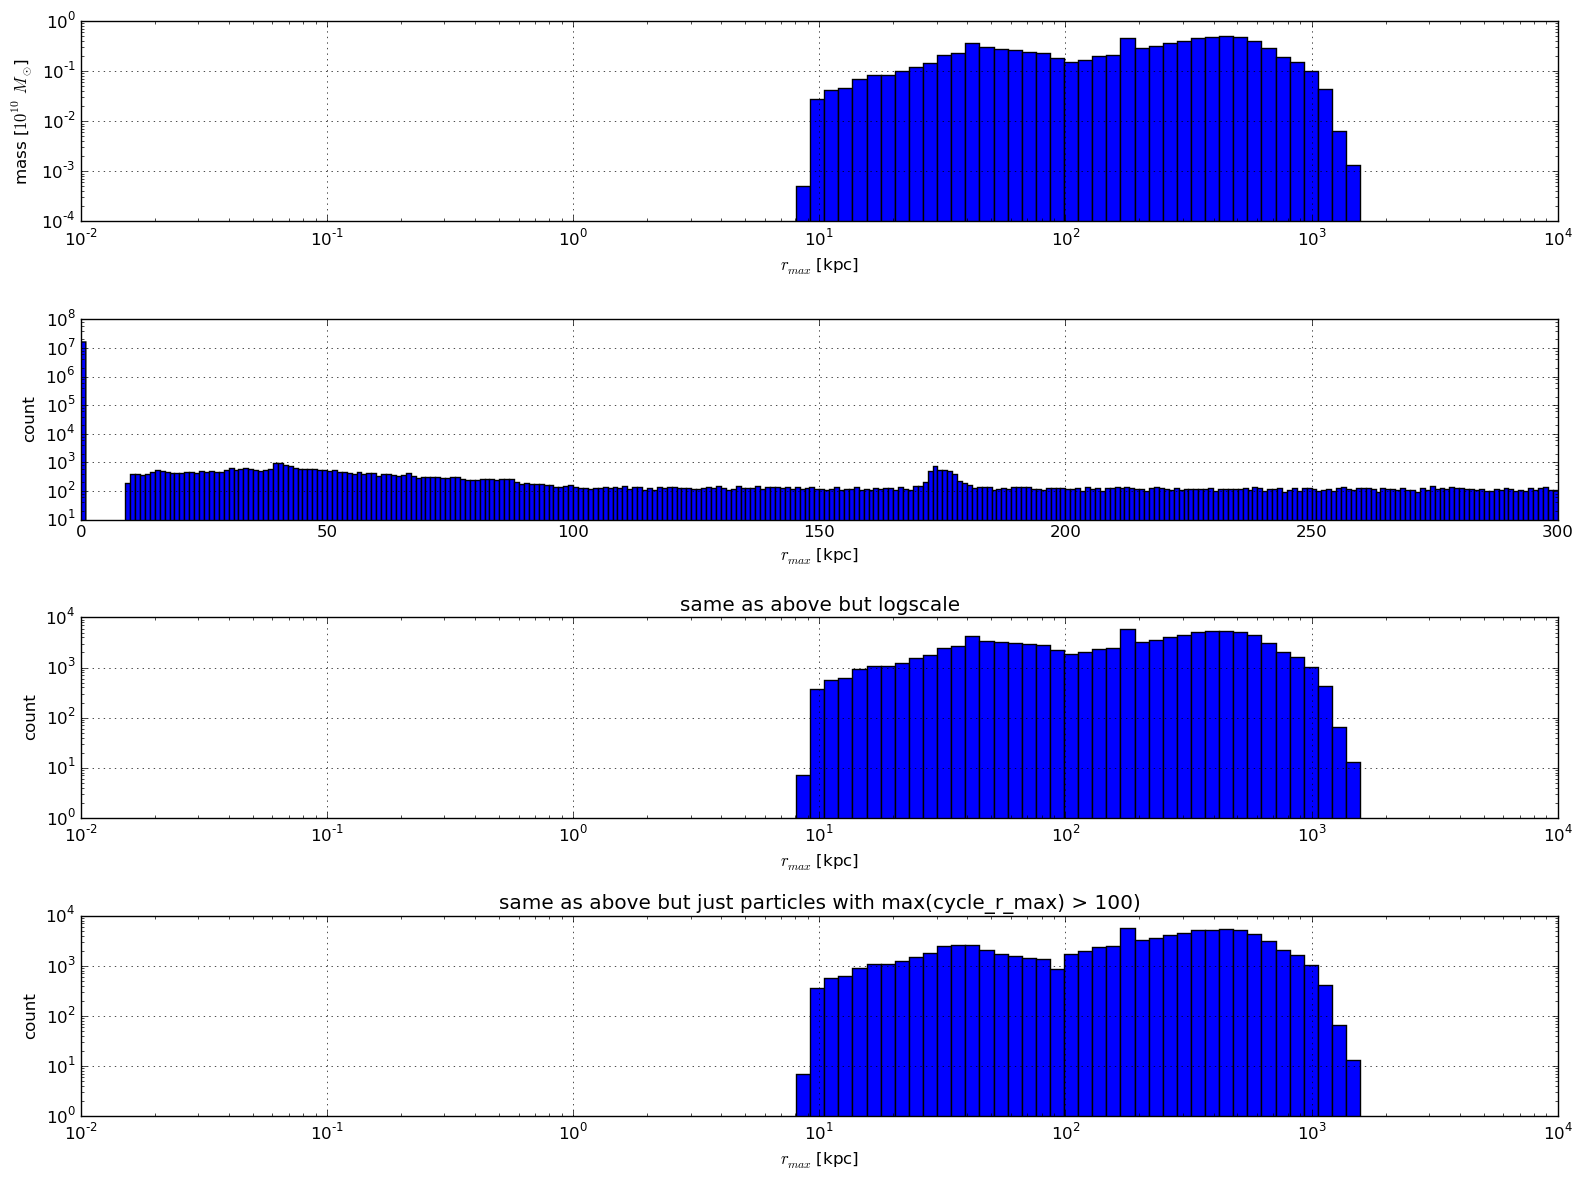 10^0
10^-1
10^-2
10^-3
10^-4
mass [10^10 M_⊙]
10^-2 10^-1 10^0 10^1 10^2 10^3 10^4
r_max [kpc]
10^8
10^7
10^6
10^5
10^4
10^3
10^2
10^1
count
0 50 100 150 200 250 300
r_max [kpc]
same as above but logscale
10^4
10^3
10^2
10^1
10^0
count
10^-2 10^-1 10^0 10^1 10^2 10^3 10^4
r_max [kpc]
same as above but just particles with max(cycle_r_max) > 100)
10^4
10^3
10^2
10^1
10^0
count
10^-2 10^-1 10^0 10^1 10^2 10^3 10^4
r_max [kpc]